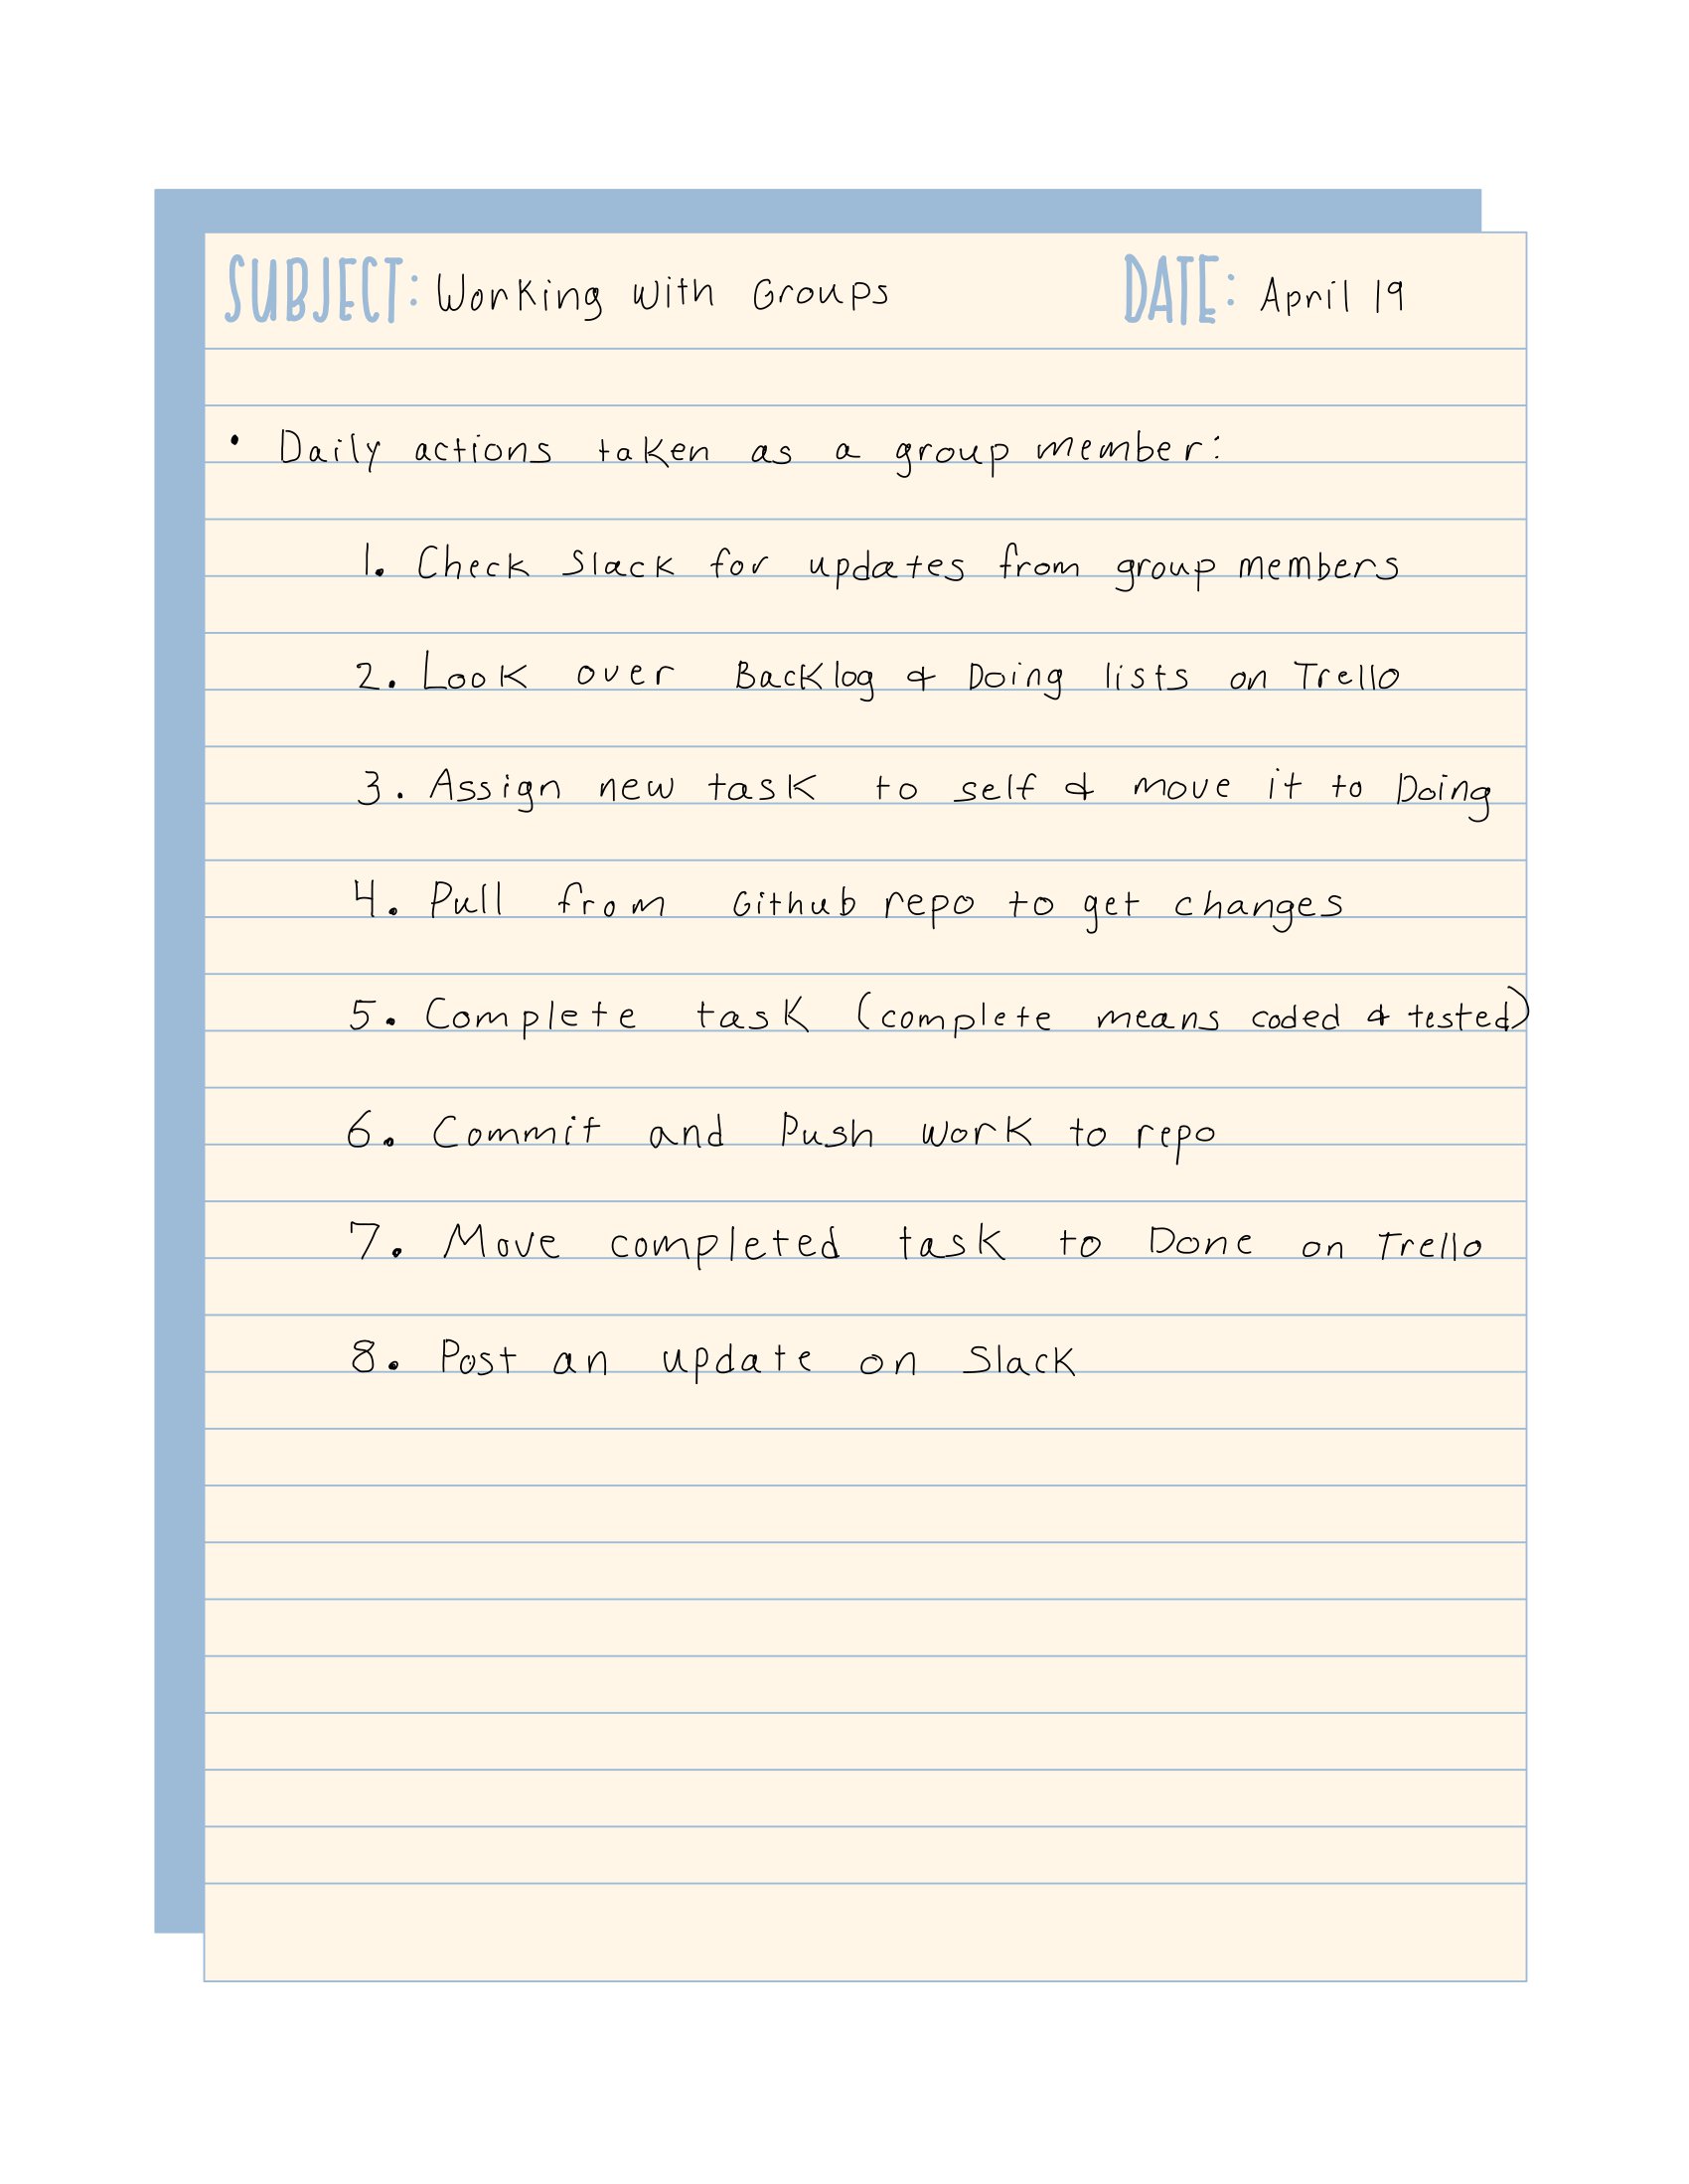 SUBJECT: Working with Groups DATE: April 19
• Daily actions taken as a group member:
1. Check Slack for updates from group members
2. Look over Backlog & Doing lists on Trello
3. Assign new task to self & move it to Doing
4. Pull from Github repo to get changes
5. Complete task (complete means coded & tested)
6. Commit and Push work to repo
7. Move completed task to Done on Trello
8. Post an update on Slack